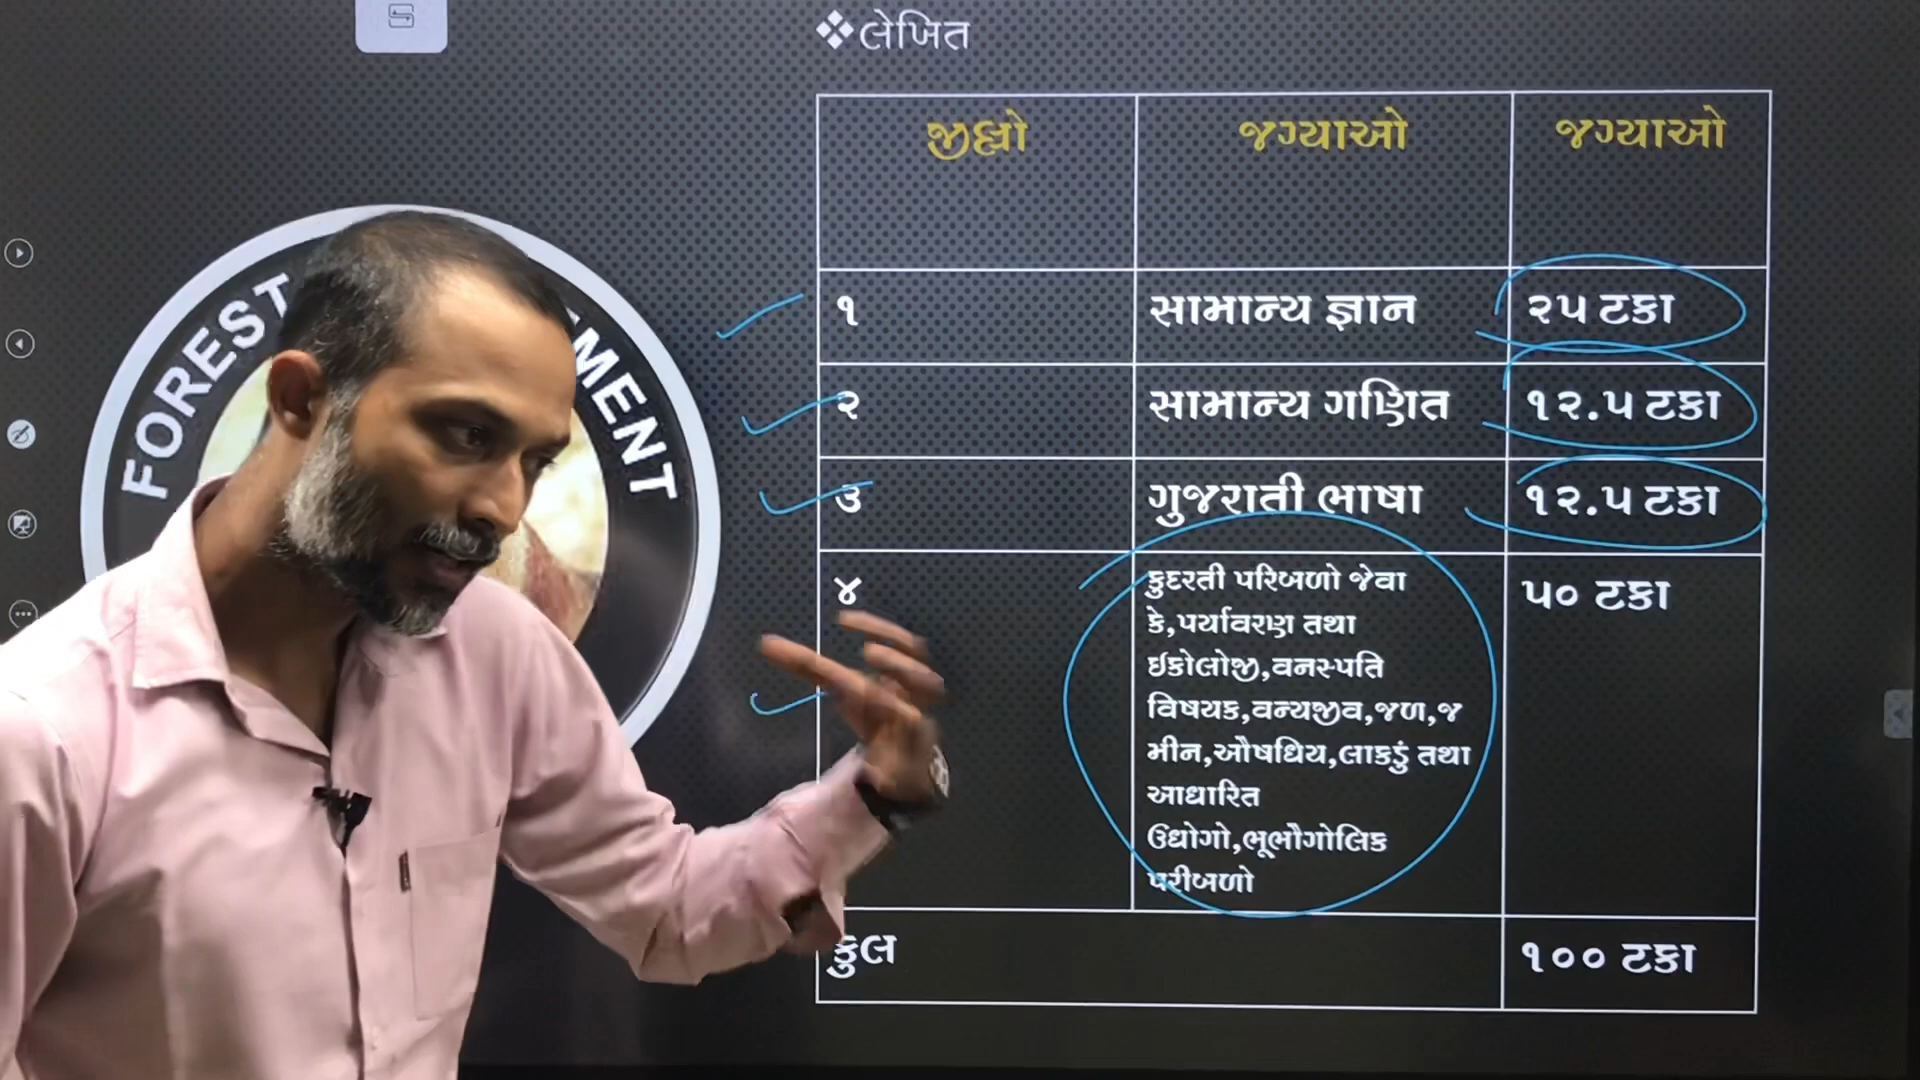 ❖લેખિત
FOREST
MENT
જીલ્લો જગ્યાઓ જગ્યાઓ
૧ સામાન્ય જ્ઞાન ૨૫ ટકા
૨ સામાન્ય ગણિત ૧૨.૫ ટકા
૩ ગુજરાતી ભાષા ૧૨.૫ ટકા
૪ કુદરતી પરિબળો જેવા ૫૦ ટકા
કે,પર્યાવરણ તથા
ઈકોલોજી,વનસ્પતિ
વિષયક,વન્યજીવ,જળ,જ
મીન,ઔષધિય,લાકડું તથા
આધારિત
ઉદ્યોગો,ભૂભૌગોલિક
પરીબળો
કુલ ૧૦૦ ટકા